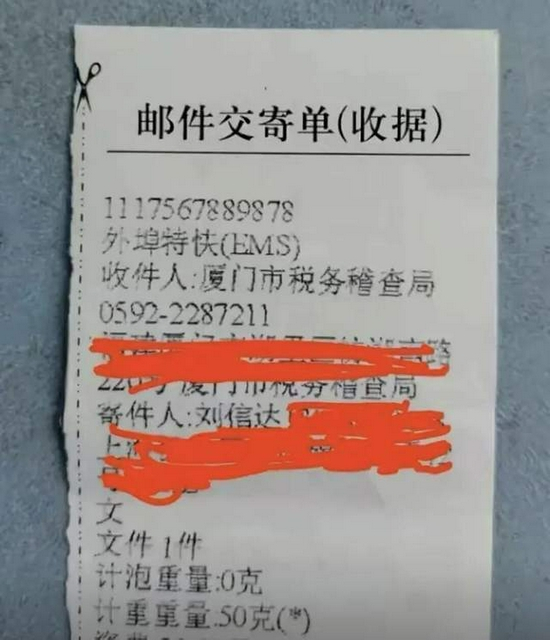 邮件交寄单(收据)
1117567889878
外埠特快(EMS)
收件人:厦门市税务稽查局
0592-2287211
厦门市税务稽查局
寄件人:刘信达
文
文件 1件
计泡重量:0克
计重重量:50克(*)